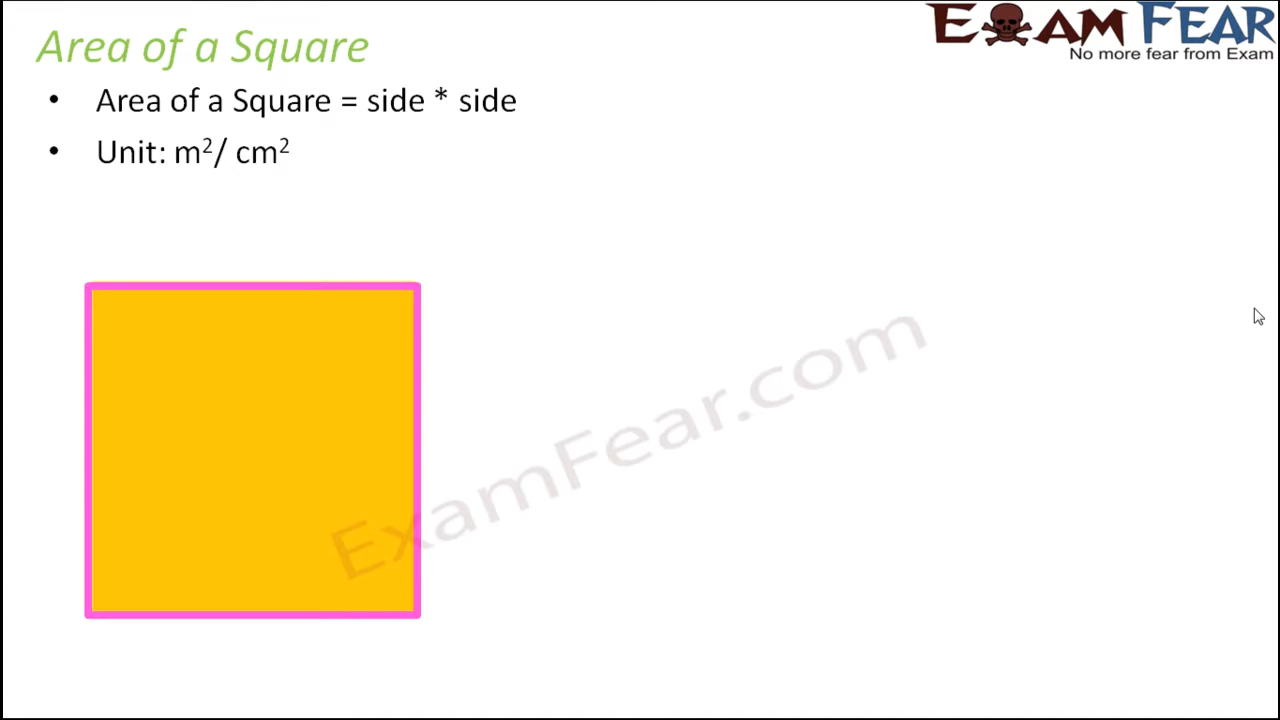 Area of a Square
EXAM FEAR
No more fear from Exam
• Area of a Square = side * side
• Unit: m²/ cm²
ExamFear.com